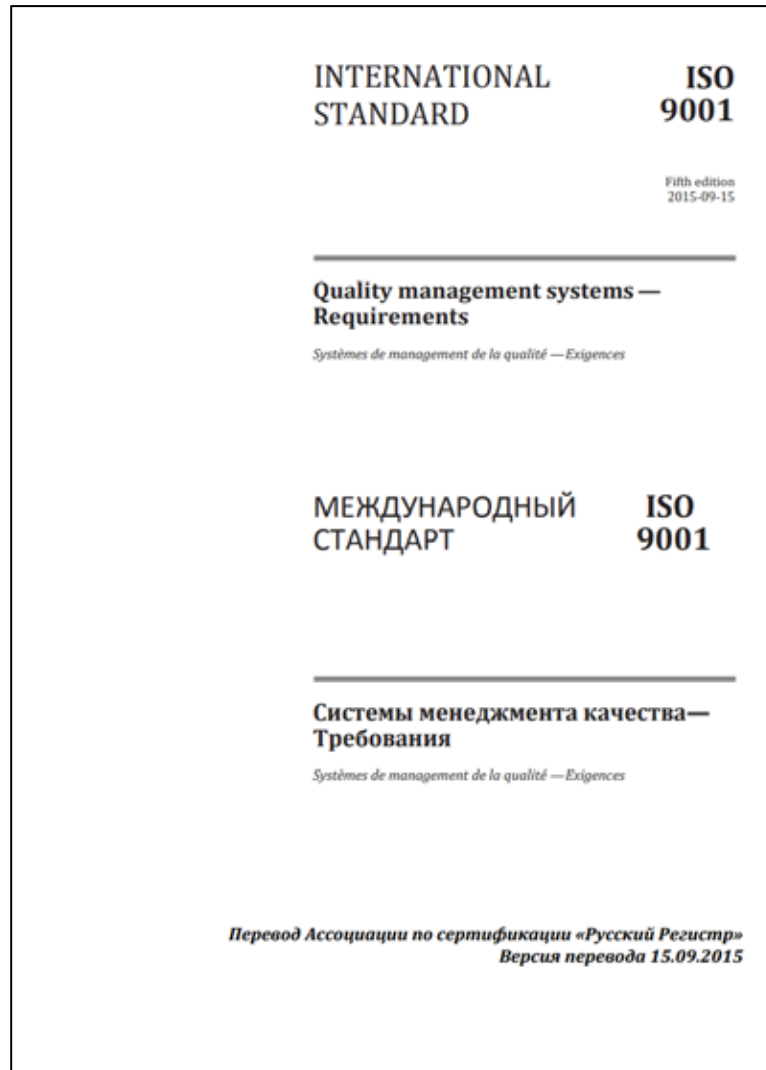 INTERNATIONAL
STANDARD
ISO
9001
Fifth edition
2015-09-15
Quality management systems —
Requirements
Systèmes de management de la qualité — Exigences
МЕЖДУНАРОДНЫЙ
СТАНДАРТ
ISO
9001
Системы менеджмента качества—
Требования
Systèmes de management de la qualité — Exigences
Перевод Ассоциации по сертификации «Русский Регистр»
Версия перевода 15.09.2015